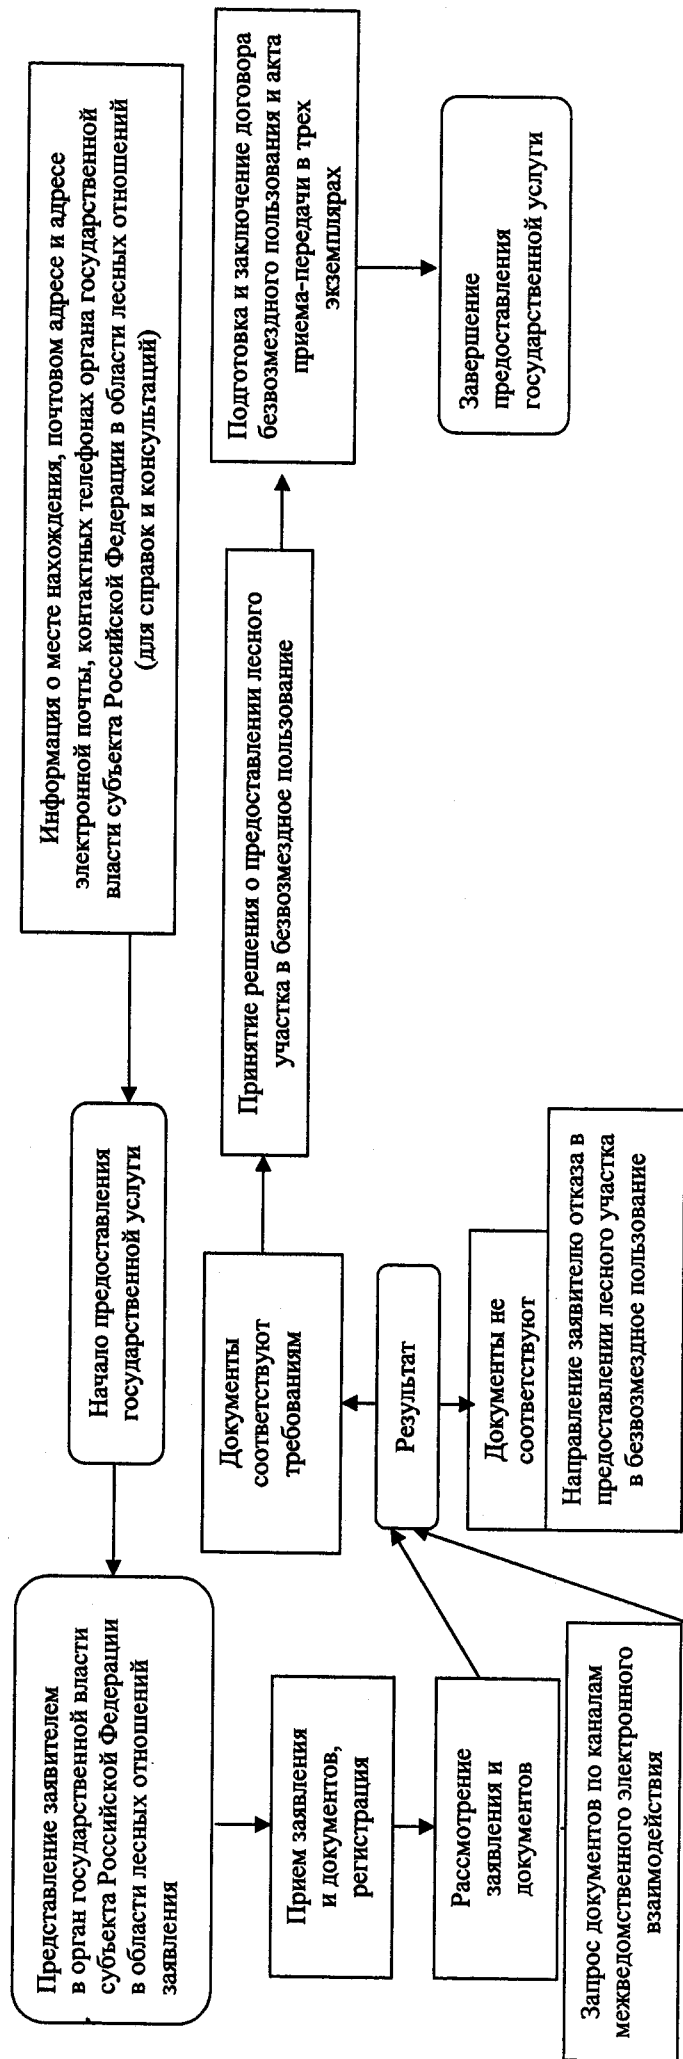 Информация о месте нахождения, почтовом адресе и адресе
электронной почты, контактных телефонах органа государственной
власти субъекта Российской Федерации в области лесных отношений
(для справок и консультаций)
Начало предоставления
государственной услуги
Представление заявителем
в орган государственной власти
субъекта Российской Федерации
в области лесных отношений
заявления
Прием заявления
и документов,
регистрация
Рассмотрение
заявления и
документов
Запрос документов по каналам
межведомственного электронного
взаимодействия
Результат
Документы
соответствуют
требованиям
Документы не
соответствуют
Направление заявителю отказа в
предоставлении лесного участка
в безвозмездное пользование
Принятие решения о предоставлении лесного
участка в безвозмездное пользование
Подготовка и заключение договора
безвозмездного пользования и акта
приема-передачи в трех
экземплярах
Завершение
предоставления
государственной услуги